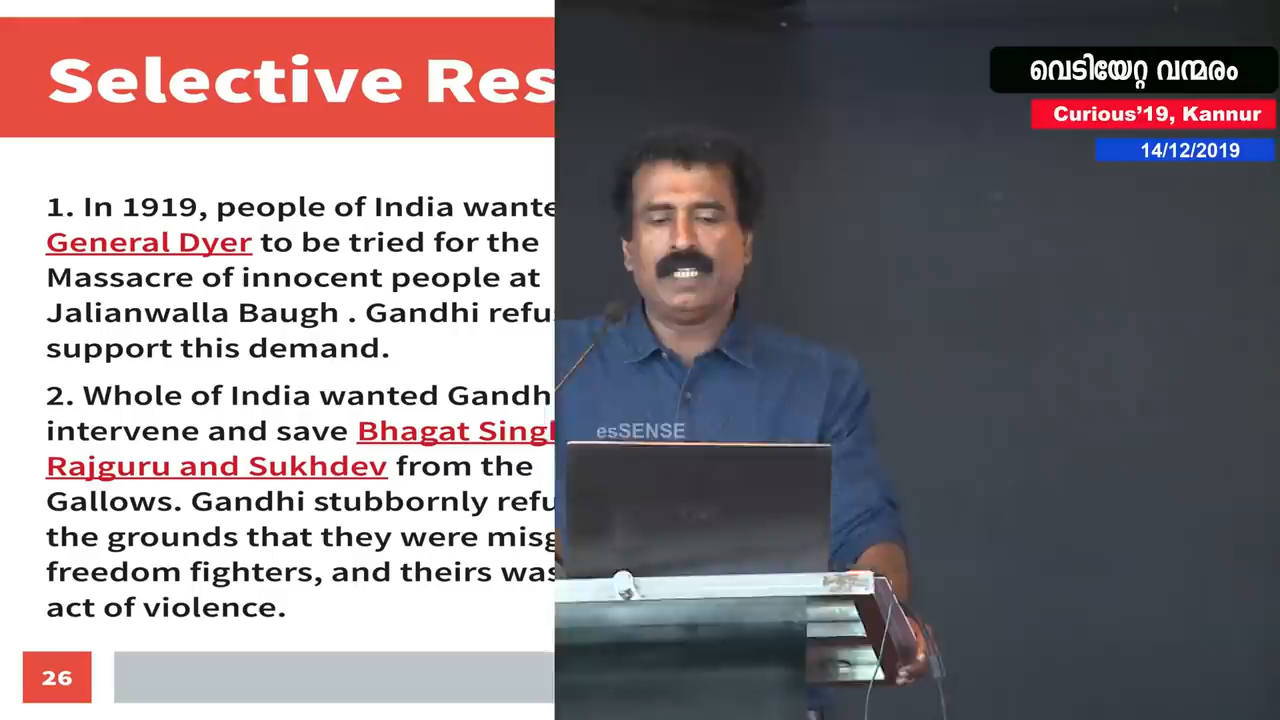 Selective Res
1. In 1919, people of India wante
General Dyer to be tried for the
Massacre of innocent people at
Jalianwalla Baugh . Gandhi refu
support this demand.
2. Whole of India wanted Gandh
intervene and save Bhagat Singh
Rajguru and Sukhdev from the
Gallows. Gandhi stubbornly refu
the grounds that they were misg
freedom fighters, and theirs was
act of violence.
26
വെടിയേറ്റ വന്മരം
Curious’19, Kannur
14/12/2019
esSENSE